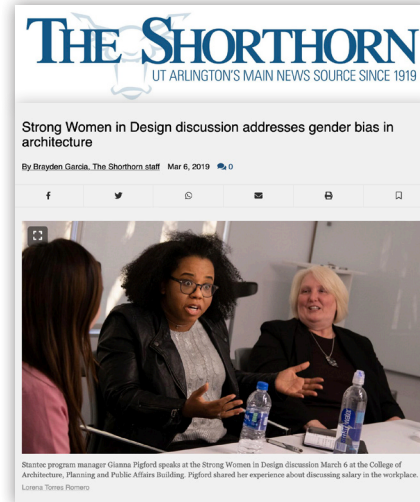 THE SHORTHORN
UT ARLINGTON'S MAIN NEWS SOURCE SINCE 1919
Strong Women in Design discussion addresses gender bias in
architecture
By Brayden Garcia, The Shorthorn staff Mar 6, 2019 0
Stantec program manager Gianna Pigford speaks at the Strong Women in Design discussion March 6 at the College of
Architecture, Planning and Public Affairs Building. Pigford shared her experience about discussing salary in the workplace.
Lorena Torres Romero